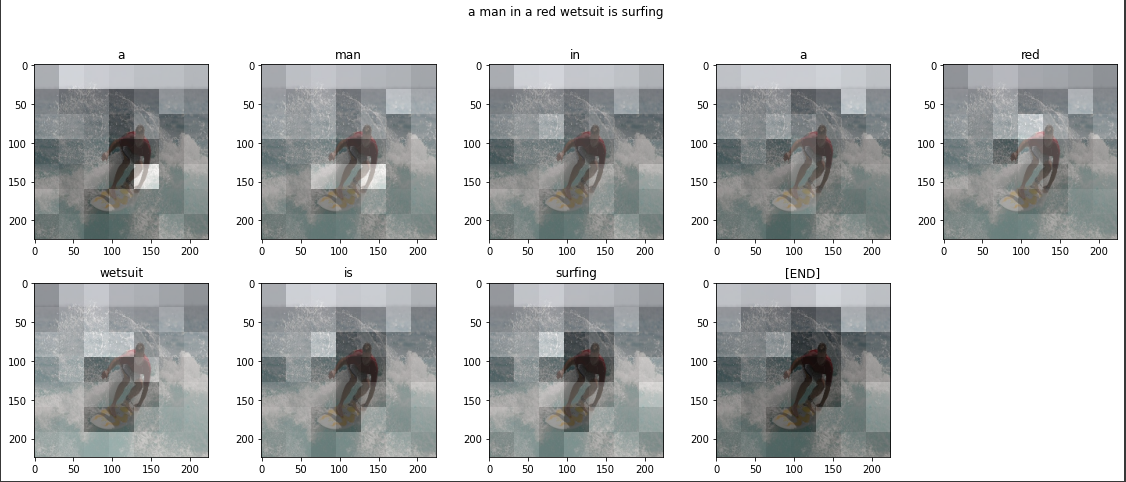 a man in a red wetsuit is surfing
a man in a red
0 0 0 0 0
50 50 50 50 50
100 100 100 100 100
150 150 150 150 150
200 200 200 200 200
0 50 100 150 200 0 50 100 150 200 0 50 100 150 200 0 50 100 150 200 0 50 100 150 200
wetsuit is surfing [END]
0 0 0 0
50 50 50 50
100 100 100 100
150 150 150 150
200 200 200 200
0 50 100 150 200 0 50 100 150 200 0 50 100 150 200 0 50 100 150 200